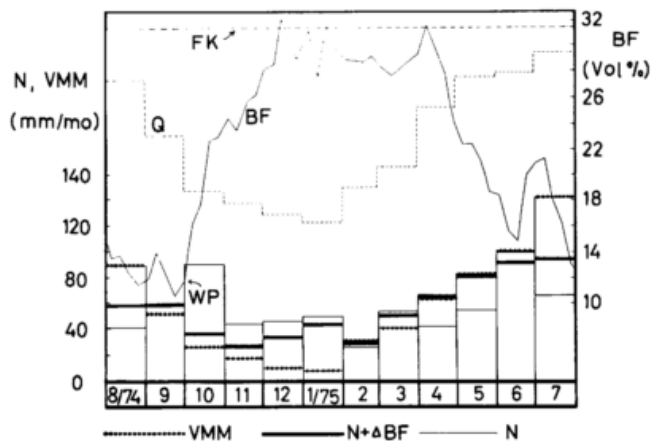 FK
32
BF
(Vol%)
N, VMM
(mm/mo)
Q
BF
26
22
18
14
10
140
120
80
40
0
WP
8/74 9 10 11 12 1/75 2 3 4 5 6 7
VMM N+ΔBF N